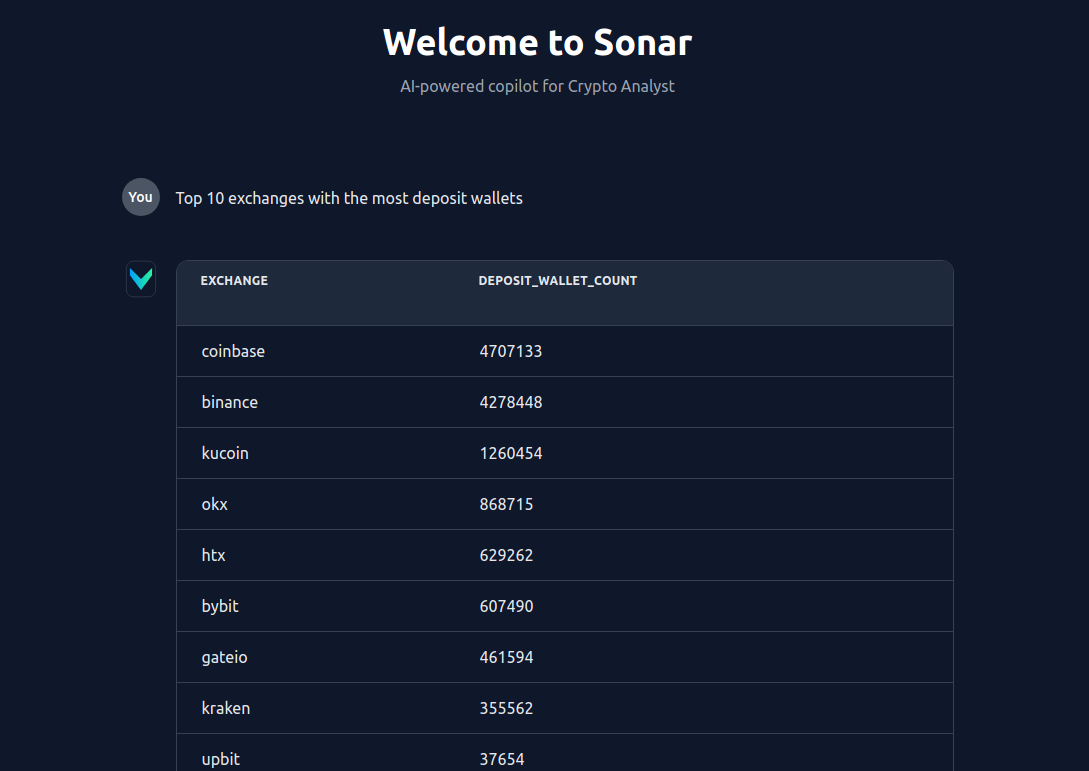 Welcome to Sonar
AI-powered copilot for Crypto Analyst
You Top 10 exchanges with the most deposit wallets
EXCHANGE DEPOSIT_WALLET_COUNT
coinbase 4707133
binance 4278448
kucoin 1260454
okx 868715
htx 629262
bybit 607490
gateio 461594
kraken 355562
upbit 37654